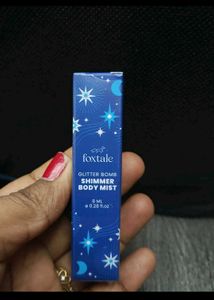 foxtale
GLITTER BOMB
SHIMMER
BODY MIST
8 ML
e 0.28 fl.oz